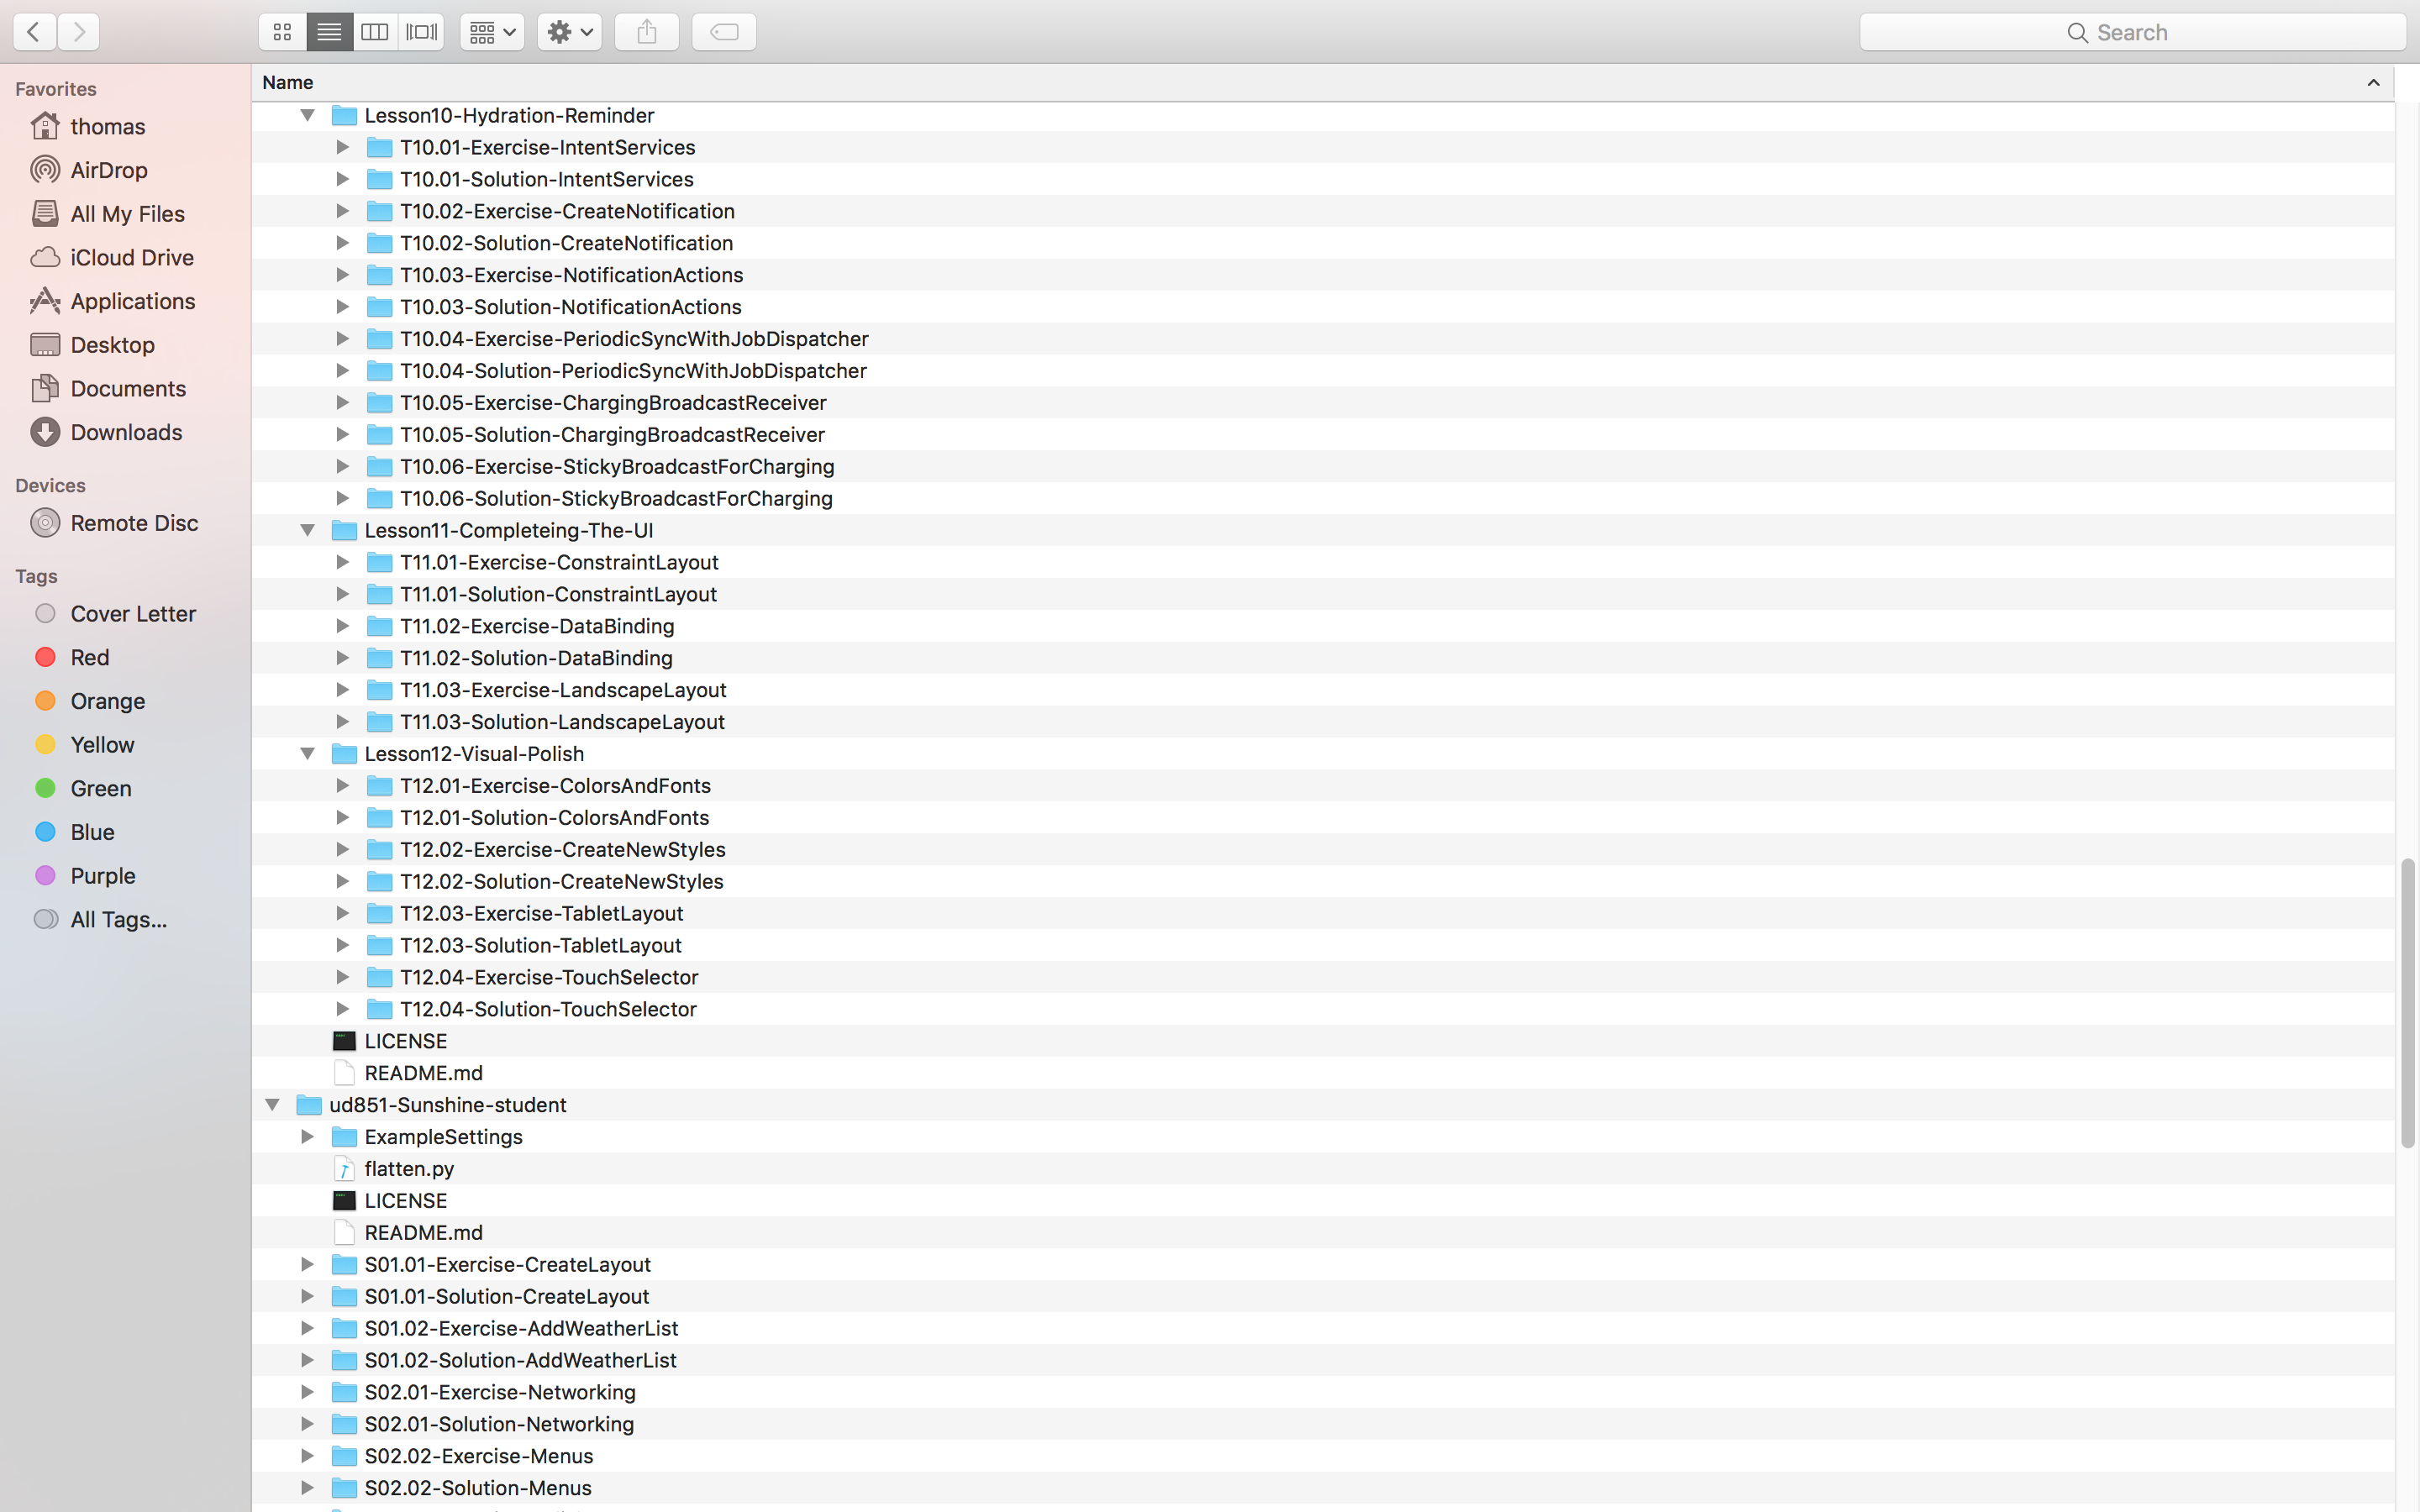 Search
Favorites
thomas
AirDrop
All My Files
iCloud Drive
Applications
Desktop
Documents
Downloads
Devices
Remote Disc
Tags
Cover Letter
Red
Orange
Yellow
Green
Blue
Purple
All Tags...
Name
Lesson10-Hydration-Reminder
T10.01-Exercise-IntentServices
T10.01-Solution-IntentServices
T10.02-Exercise-CreateNotification
T10.02-Solution-CreateNotification
T10.03-Exercise-NotificationActions
T10.03-Solution-NotificationActions
T10.04-Exercise-PeriodicSyncWithJobDispatcher
T10.04-Solution-PeriodicSyncWithJobDispatcher
T10.05-Exercise-ChargingBroadcastReceiver
T10.05-Solution-ChargingBroadcastReceiver
T10.06-Exercise-StickyBroadcastForCharging
T10.06-Solution-StickyBroadcastForCharging
Lesson11-Completeing-The-UI
T11.01-Exercise-ConstraintLayout
T11.01-Solution-ConstraintLayout
T11.02-Exercise-DataBinding
T11.02-Solution-DataBinding
T11.03-Exercise-LandscapeLayout
T11.03-Solution-LandscapeLayout
Lesson12-Visual-Polish
T12.01-Exercise-ColorsAndFonts
T12.01-Solution-ColorsAndFonts
T12.02-Exercise-CreateNewStyles
T12.02-Solution-CreateNewStyles
T12.03-Exercise-TabletLayout
T12.03-Solution-TabletLayout
T12.04-Exercise-TouchSelector
T12.04-Solution-TouchSelector
LICENSE
README.md
ud851-Sunshine-student
ExampleSettings
flatten.py
LICENSE
README.md
S01.01-Exercise-CreateLayout
S01.01-Solution-CreateLayout
S01.02-Exercise-AddWeatherList
S01.02-Solution-AddWeatherList
S02.01-Exercise-Networking
S02.01-Solution-Networking
S02.02-Exercise-Menus
S02.02-Solution-Menus